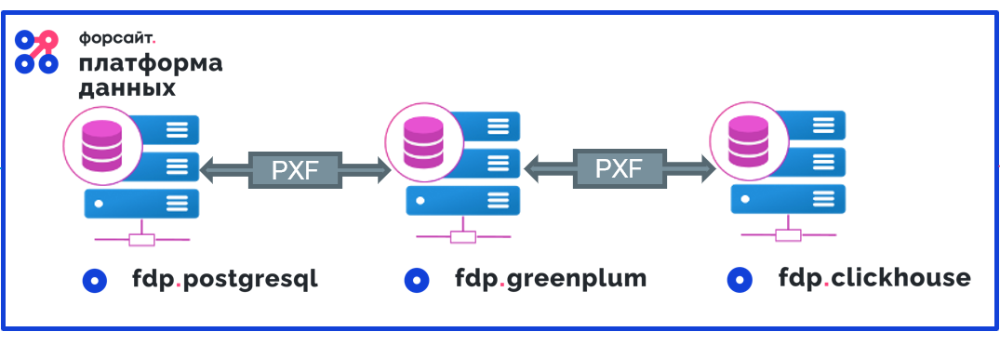 форсайт.
платформа
данных
PXF
PXF
fdp.postgresql
fdp.greenplum
fdp.clickhouse